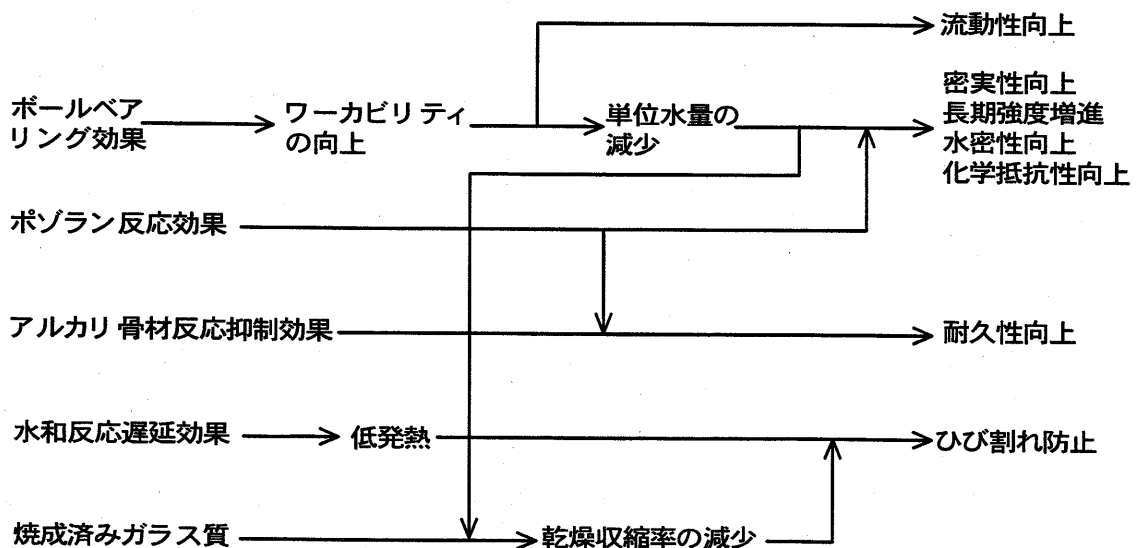 流動性向上
ボールベア
リング効果
ワーカビリティ
の向上
単位水量の
減少
密実性向上
長期強度増進
水密性向上
化学抵抗性向上
ポゾラン反応効果
アルカリ骨材反応抑制効果
耐久性向上
水和反応遅延効果
低発熱
ひび割れ防止
焼成済みガラス質
乾燥収縮率の減少